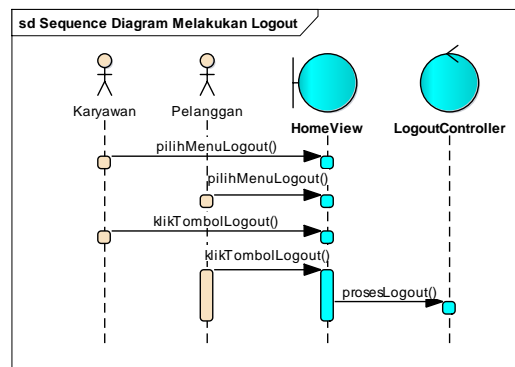 sd Sequence Diagram Melakukan Logout
Karyawan
Pelanggan
HomeView
LogoutController
pilihMenuLogout()
pilihMenuLogout()
klikTombolLogout()
klikTombolLogout()
prosesLogout()